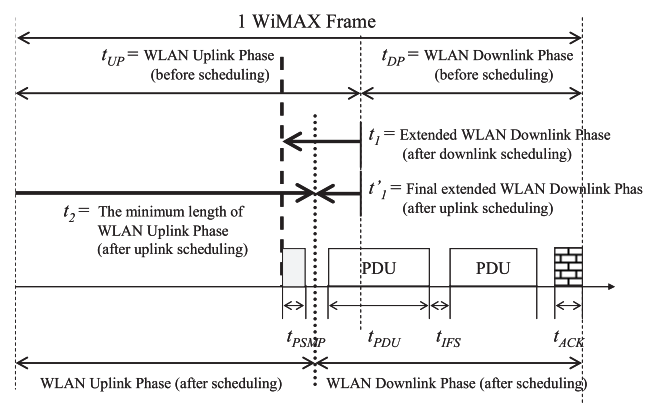 1 WiMAX Frame
t_UP = WLAN Uplink Phase
(before scheduling)
t_DP = WLAN Downlink Phase
(before scheduling)
t_1 = Extended WLAN Downlink Phase
(after downlink scheduling)
t'_1 = Final extended WLAN Downlink Phas
(after uplink scheduling)
t_2 = The minimum length of
WLAN Uplink Phase
(after uplink scheduling)
PDU
PDU
t_PSMP
t_PDU
t_IFS
t_ACK
WLAN Uplink Phase (after scheduling)
WLAN Downlink Phase (after scheduling)